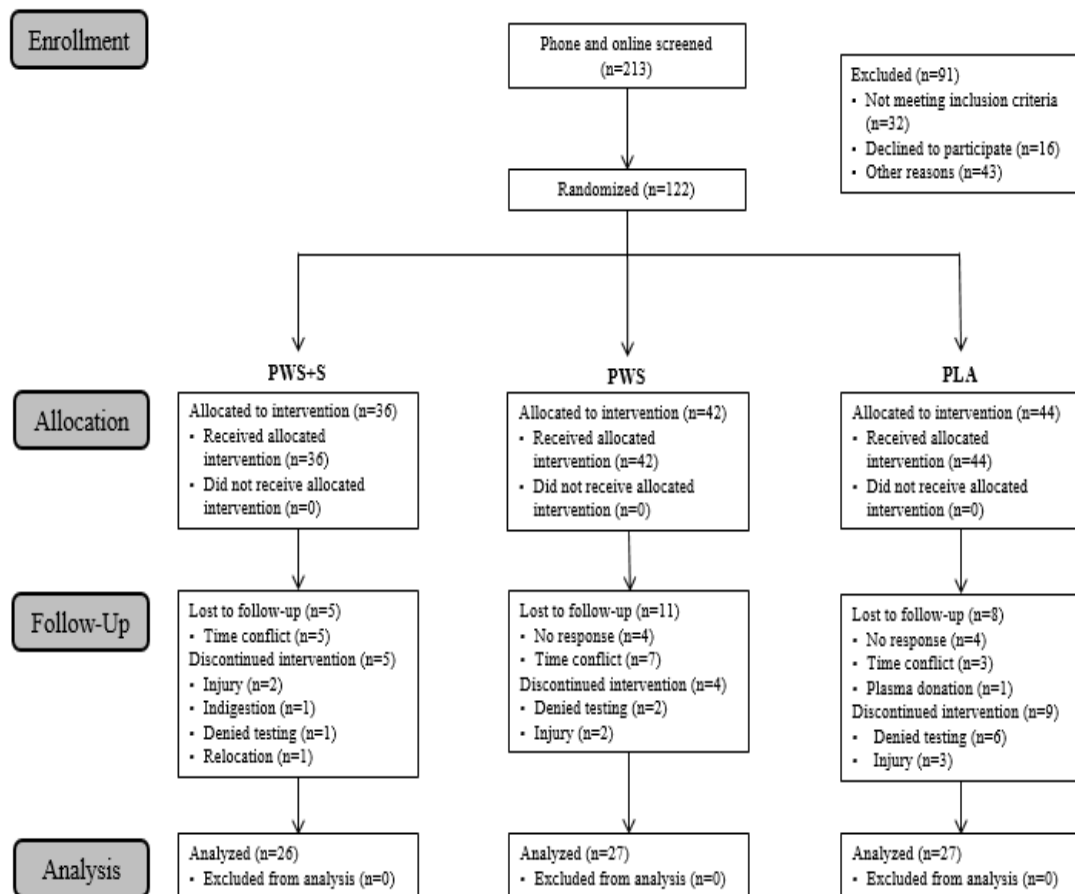 Enrollment
Phone and online screened
(n=213)
Excluded (n=91)
▪ Not meeting inclusion criteria
(n=32)
▪ Declined to participate (n=16)
▪ Other reasons (n=43)
Randomized (n=122)
PWS+S
PWS
PLA
Allocation
Allocated to intervention (n=36)
▪ Received allocated
intervention (n=36)
▪ Did not receive allocated
intervention (n=0)
Allocated to intervention (n=42)
▪ Received allocated
intervention (n=42)
▪ Did not receive allocated
intervention (n=0)
Allocated to intervention (n=44)
▪ Received allocated
intervention (n=44)
▪ Did not receive allocated
intervention (n=0)
Follow-Up
Lost to follow-up (n=5)
▪ Time conflict (n=5)
Discontinued intervention (n=5)
▪ Injury (n=2)
▪ Indigestion (n=1)
▪ Denied testing (n=1)
▪ Relocation (n=1)
Lost to follow-up (n=11)
▪ No response (n=4)
▪ Time conflict (n=7)
Discontinued intervention (n=4)
▪ Denied testing (n=2)
▪ Injury (n=2)
Lost to follow-up (n=8)
▪ No response (n=4)
▪ Time conflict (n=3)
▪ Plasma donation (n=1)
Discontinued intervention (n=9)
▪ Denied testing (n=6)
▪ Injury (n=3)
Analysis
Analyzed (n=26)
▪ Excluded from analysis (n=0)
Analyzed (n=27)
▪ Excluded from analysis (n=0)
Analyzed (n=27)
▪ Excluded from analysis (n=0)